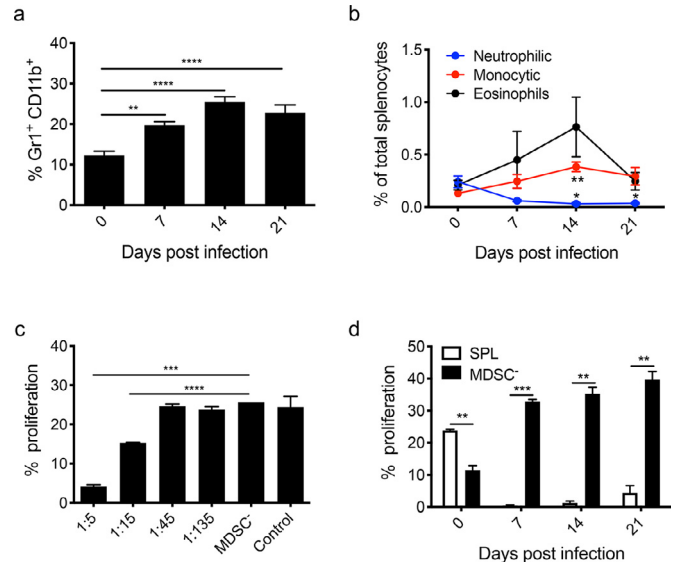 a
% Gr1⁺ CD11b⁺
40
30
20
10
0
****
****
**
0 7 14 21
Days post infection
b
% of total splenocytes
1.5
1.0
0.5
0.0
Neutrophilic
Monocytic
Eosinophils
**
* * *
0 7 14 21
Days post infection
c
% proliferation
40
30
20
10
0
***
****
1:5 1:15 1:45 1:135 MDSC⁻ Control
d
% proliferation
50
40
30
20
10
0
SPL
MDSC⁻
** *** ** **
0 7 14 21
Days post infection